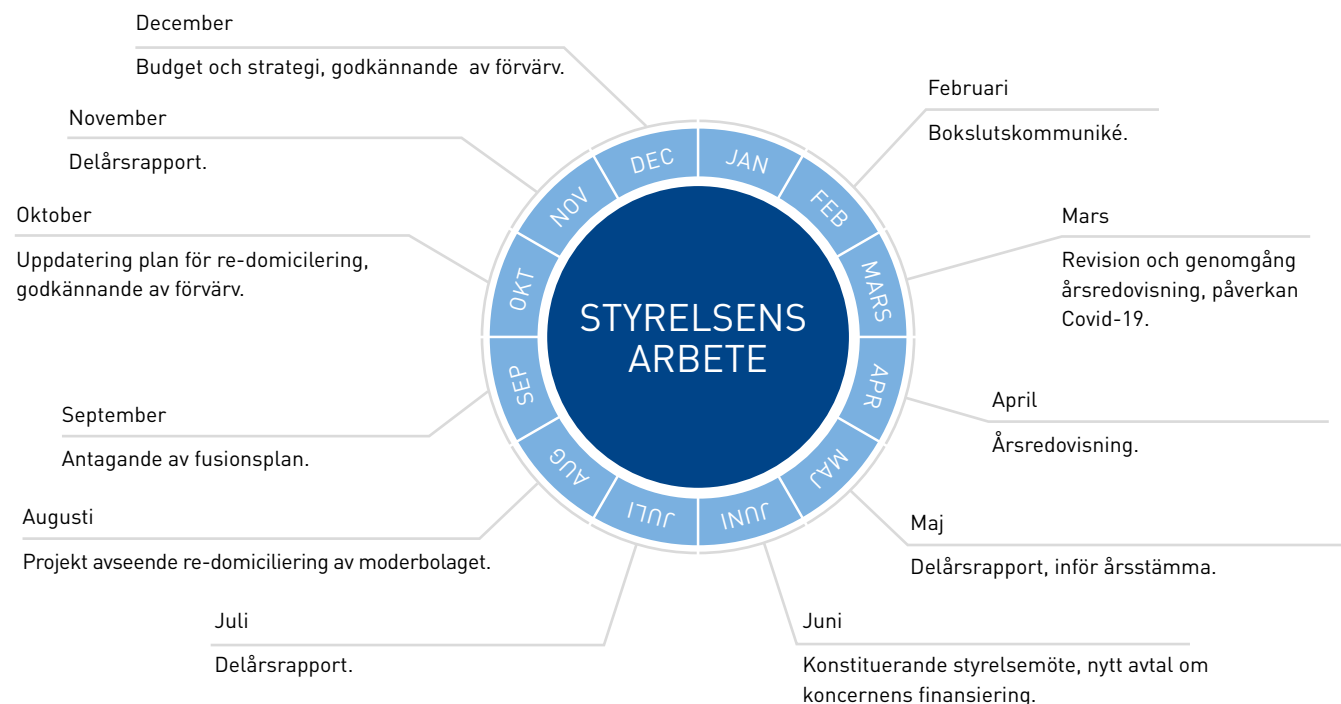 December
Budget och strategi, godkännande av förvärv.
November
Delårsrapport.
Oktober
Uppdatering plan för re-domicilering,
godkännande av förvärv.
September
Antagande av fusionsplan.
Augusti
Projekt avseende re-domiciliering av moderbolaget.
Juli
Delårsrapport.
Februari
Bokslutskommuniké.
Mars
Revision och genomgång
årsredovisning, påverkan
Covid-19.
April
Årsredovisning.
Maj
Delårsrapport, inför årsstämma.
Juni
Konstituerande styrelsemöte, nytt avtal om
koncernens finansiering.
JAN
FEB
MARS
APR
MAJ
JUNI
JULI
AUG
SEP
OKT
NOV
DEC
STYRELSENS
ARBETE